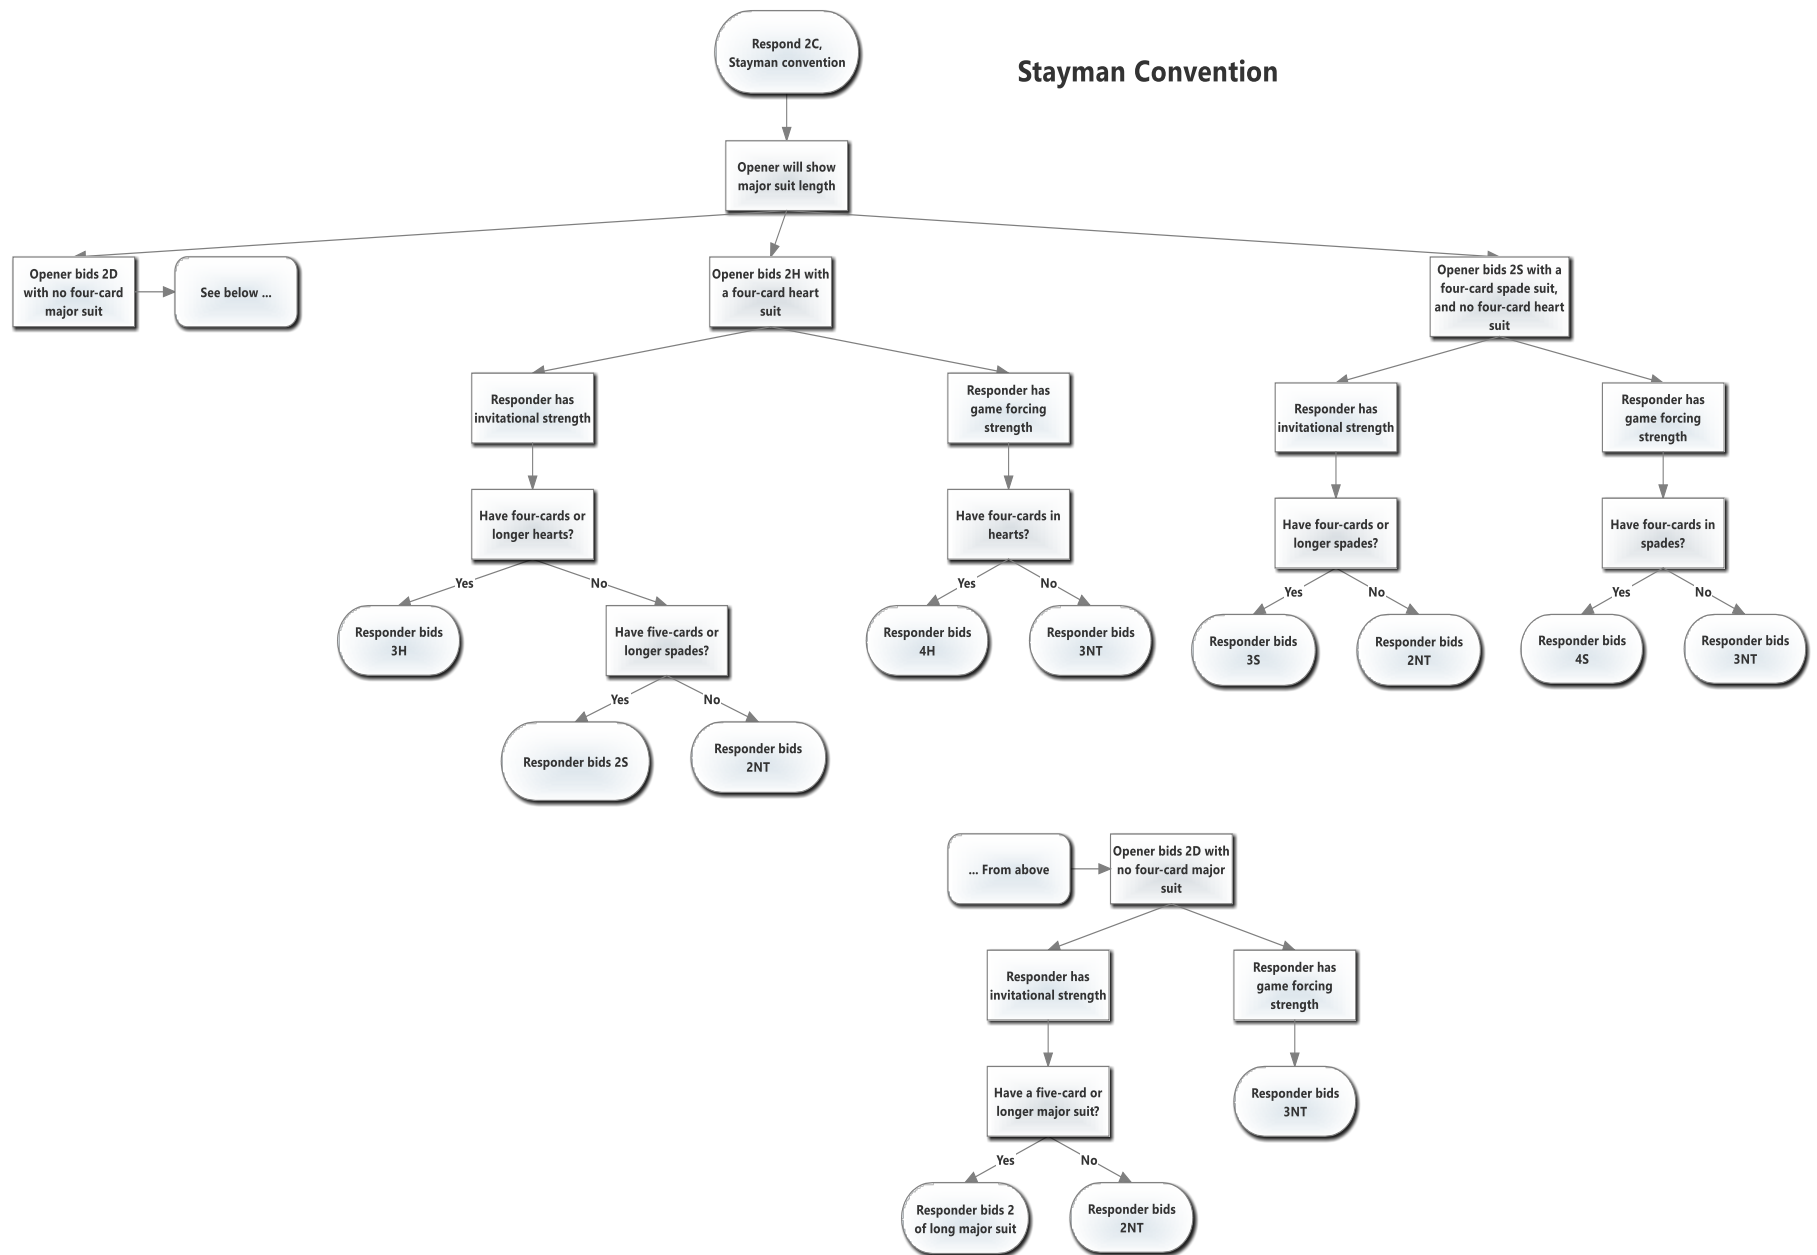 Respond 2C,
Stayman convention
Stayman Convention
Opener will show
major suit length
Opener bids 2D
with no four-card
major suit
See below ...
Opener bids 2H with
a four-card heart
suit
Opener bids 2S with a
four-card spade suit,
and no four-card heart
suit
Responder has
invitational strength
Responder has
game forcing
strength
Responder has
invitational strength
Responder has
game forcing
strength
Have four-cards or
longer hearts?
Have four-cards in
hearts?
Have four-cards or
longer spades?
Have four-cards in
spades?
Yes
No
Yes
No
Yes
No
Yes
No
Responder bids
3H
Have five-cards or
longer spades?
Responder bids
4H
Responder bids
3NT
Responder bids
3S
Responder bids
2NT
Responder bids
4S
Responder bids
3NT
Yes
No
Responder bids 2S
Responder bids
2NT
... From above
Opener bids 2D with
no four-card major
suit
Responder has
invitational strength
Responder has
game forcing
strength
Have a five-card or
longer major suit?
Responder bids
3NT
Yes
No
Responder bids 2
of long major suit
Responder bids
2NT